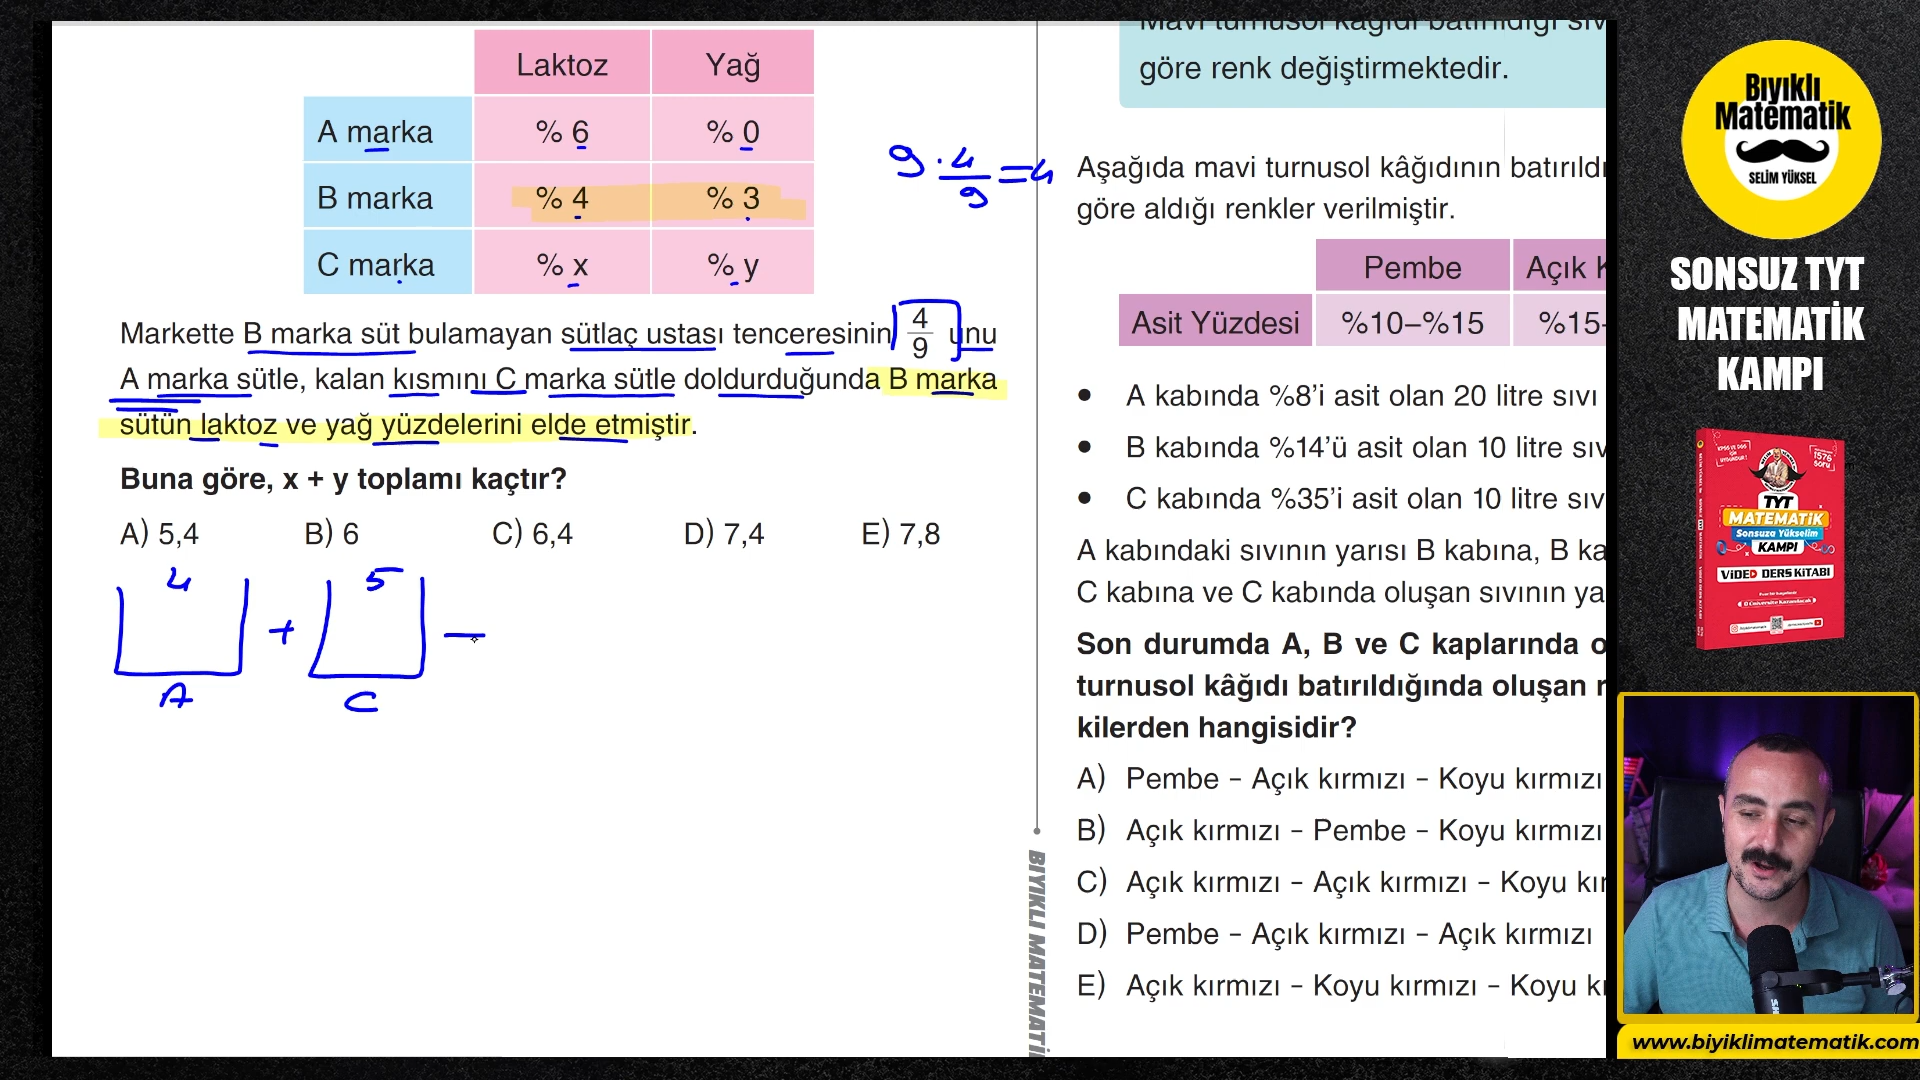 Laktoz Yağ
A marka % 6 % 0
B marka % 4 % 3
C marka % x % y
9 · 4/9 = 4
Markette B marka süt bulamayan sütlaç ustası tenceresinin 4/9 unu
A marka sütle, kalan kısmını C marka sütle doldurduğunda B marka
sütün laktoz ve yağ yüzdelerini elde etmiştir.
Buna göre, x + y toplamı kaçtır?
A) 5,4 B) 6 C) 6,4 D) 7,4 E) 7,8
4 + 5
A C
göre renk değiştirmektedir.
Aşağıda mavi turnusol kâğıdının batırıldı
göre aldığı renkler verilmiştir.
Pembe Açık K
Asit Yüzdesi %10–%15 %15-
• A kabında %8'i asit olan 20 litre sıvı
• B kabında %14'ü asit olan 10 litre sıv
• C kabında %35'i asit olan 10 litre sıv
A kabındaki sıvının yarısı B kabına, B ka
C kabına ve C kabında oluşan sıvının ya
Son durumda A, B ve C kaplarında o
turnusol kâğıdı batırıldığında oluşan r
kilerden hangisidir?
A) Pembe – Açık kırmızı – Koyu kırmızı
B) Açık kırmızı – Pembe – Koyu kırmızı
C) Açık kırmızı – Açık kırmızı – Koyu kır
D) Pembe – Açık kırmızı – Açık kırmızı
E) Açık kırmızı – Koyu kırmızı – Koyu kı
BIYIKLI MATEMATİ
Bıyıklı
Matematik
SELİM YÜKSEL
SONSUZ TYT
MATEMATİK
KAMPI
TYT
MATEMATİK
Sonsuza Yükselim
KAMPI
VİDEO DERS KİTABI
www.biyiklimatematik.com